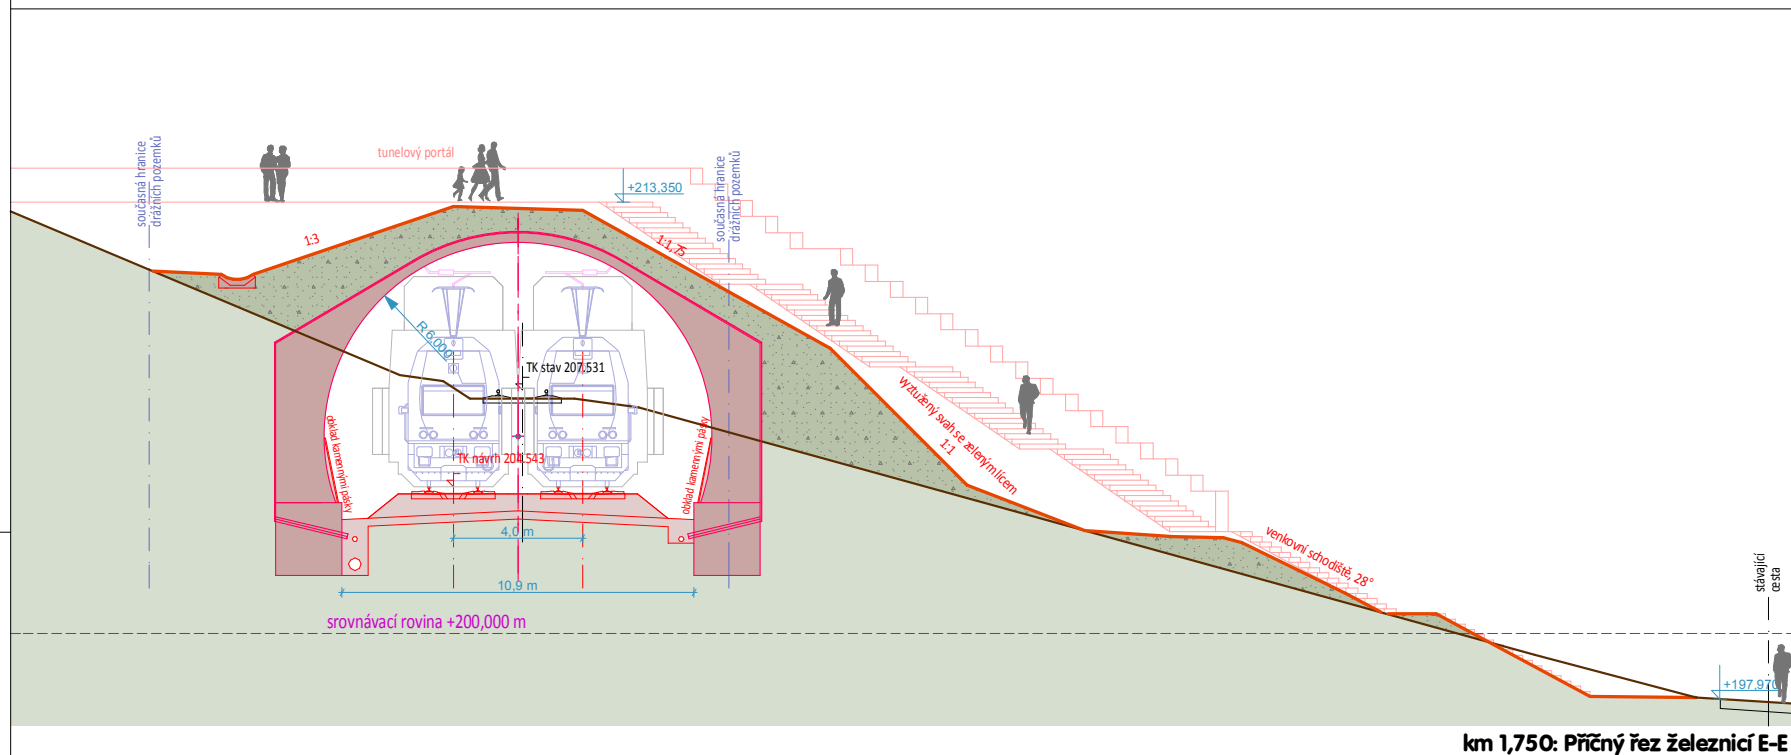 současná hranice
drážních pozemků
tunelový portál
+213,350
současná hranice
drážních pozemků
1:3
1:1,75
R 6,000
TK stav 207,531
vyztužený svah se zeleným lícem
1:1
obklad kamennými pásky
obklad kamennými pásky
TK návrh 204,543
4,0 m
10,9 m
venkovní schodiště, 28°
stávající
cesta
srovnávací rovina +200,000 m
+197,970
km 1,750: Příčný řez železnicí E-E